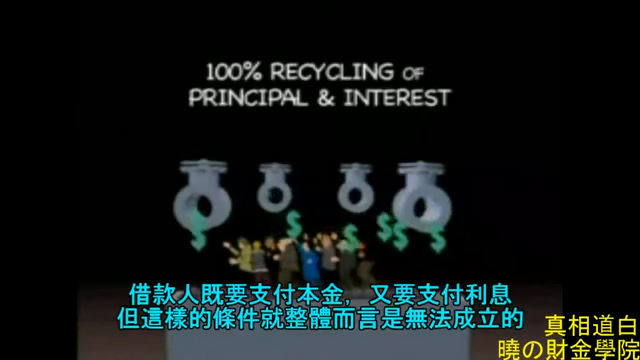 100% RECYCLING OF
PRINCIPAL & INTEREST
$ $ $ $ $ $
借款人既要支付本金，又要支付利息
但這樣的條件就整體而言是無法成立的
真相道白
曉の財金學院